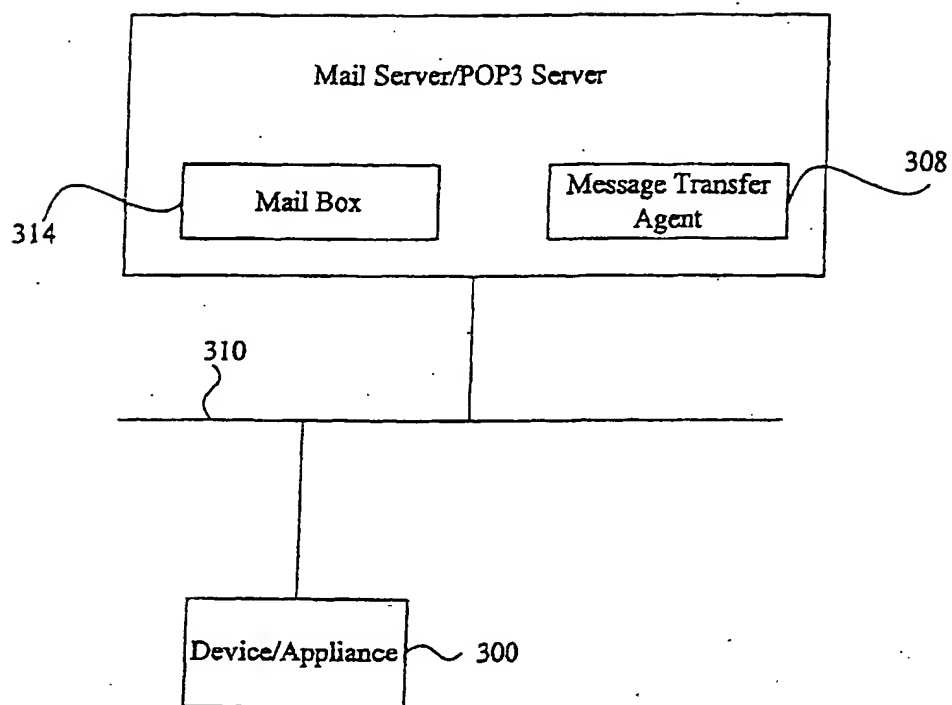 Mail Server/POP3 Server
308
Mail Box
Message Transfer
Agent
314
310
Device/Appliance
300